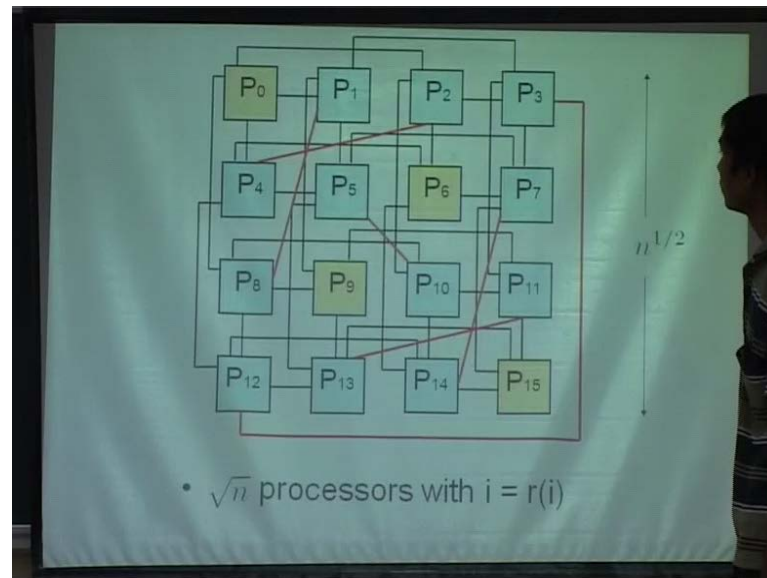 P₀ P₁ P₂ P₃
P₄ P₅ P₆ P₇
n^{1/2}
P₈ P₉ P₁₀ P₁₁
P₁₂ P₁₃ P₁₄ P₁₅
• √n processors with i = r(i)